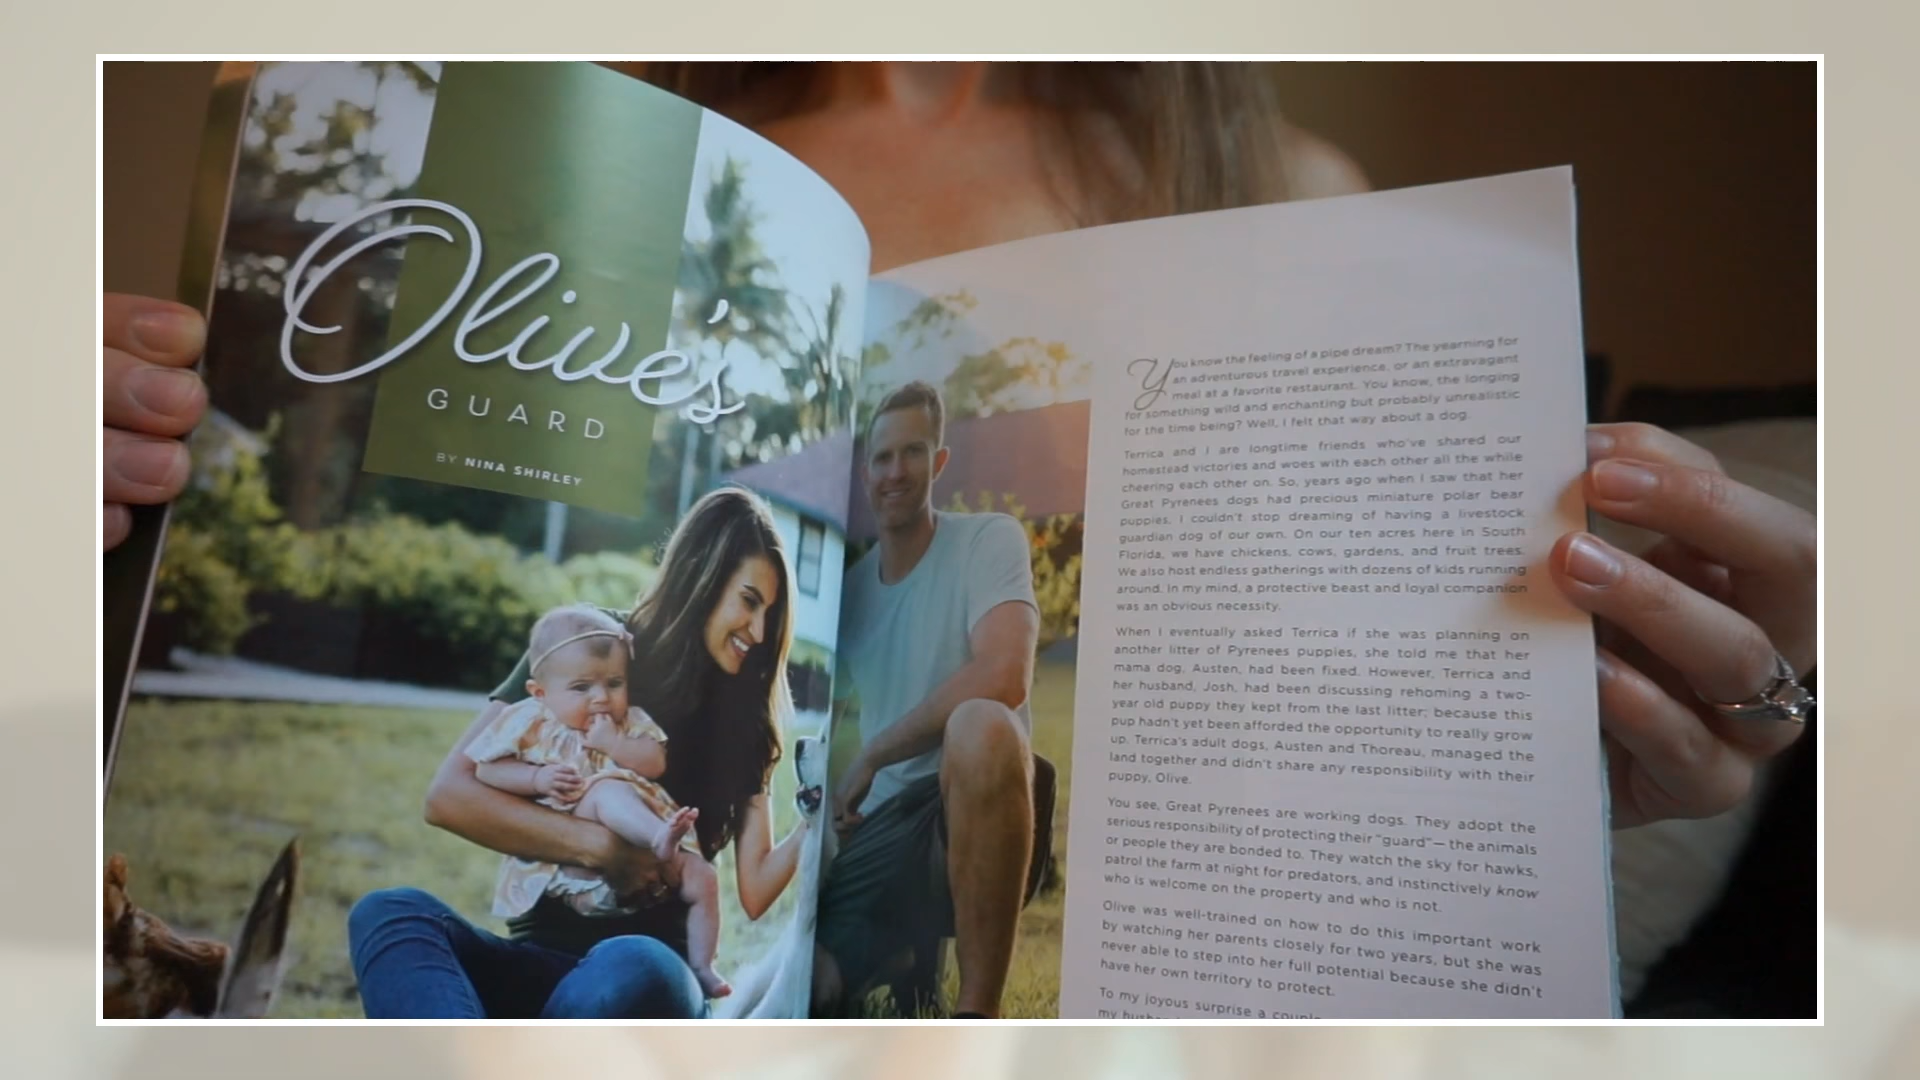 Olive's
GUARD
BY NINA SHIRLEY
You know the feeling of a pipe dream? The yearning for
an adventurous travel experience, or an extravagant
meal at a favorite restaurant. You know, the longing
for something wild and enchanting but probably unrealistic
for the time being? Well, I felt that way about a dog.
Terrica and I are longtime friends who've shared our
homestead victories and woes with each other all the while
cheering each other on. So, years ago when I saw that her
Great Pyrenees dogs had precious miniature polar bear
puppies, I couldn't stop dreaming of having a livestock
guardian dog of our own. On our ten acres here in South
Florida, we have chickens, cows, gardens, and fruit trees.
We also host endless gatherings with dozens of kids running
around. In my mind, a protective beast and loyal companion
was an obvious necessity.
When I eventually asked Terrica if she was planning on
another litter of Pyrenees puppies, she told me that her
mama dog, Austen, had been fixed. However, Terrica and
her husband, Josh, had been discussing rehoming a two-
year old puppy they kept from the last litter; because this
pup hadn't yet been afforded the opportunity to really grow
up. Terrica's adult dogs, Austen and Thoreau, managed the
land together and didn't share any responsibility with their
puppy, Olive.
You see, Great Pyrenees are working dogs. They adopt the
serious responsibility of protecting their "guard"— the animals
or people they are bonded to. They watch the sky for hawks,
patrol the farm at night for predators, and instinctively know
who is welcome on the property and who is not.
Olive was well-trained on how to do this important work
by watching her parents closely for two years, but she was
never able to step into her full potential because she didn't
have her own territory to protect.
To my joyous surprise a
my